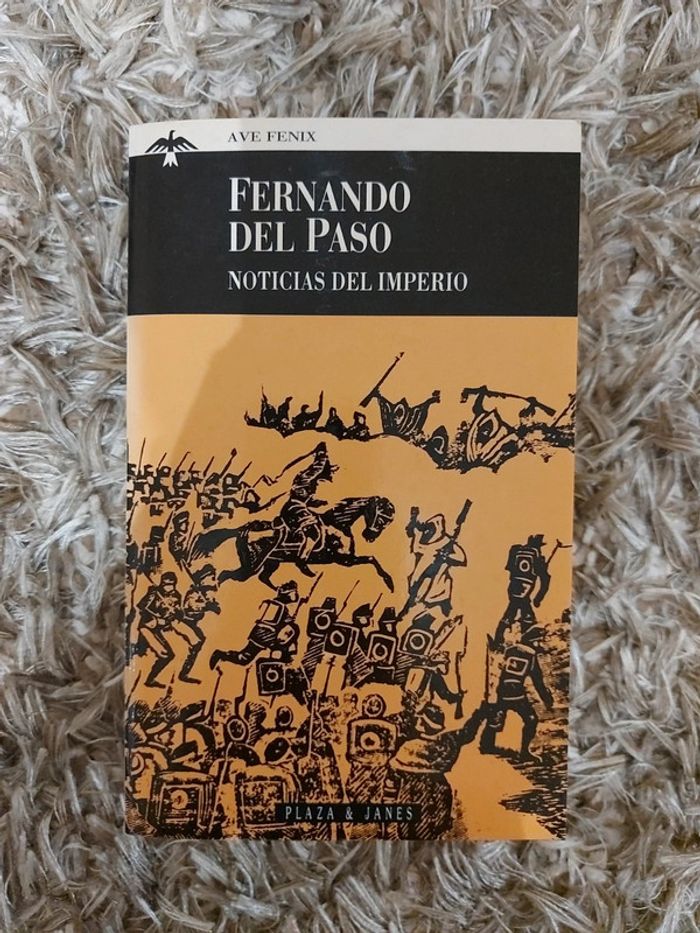 AVE FENIX
FERNANDO
DEL PASO
NOTICIAS DEL IMPERIO
PLAZA & JANES